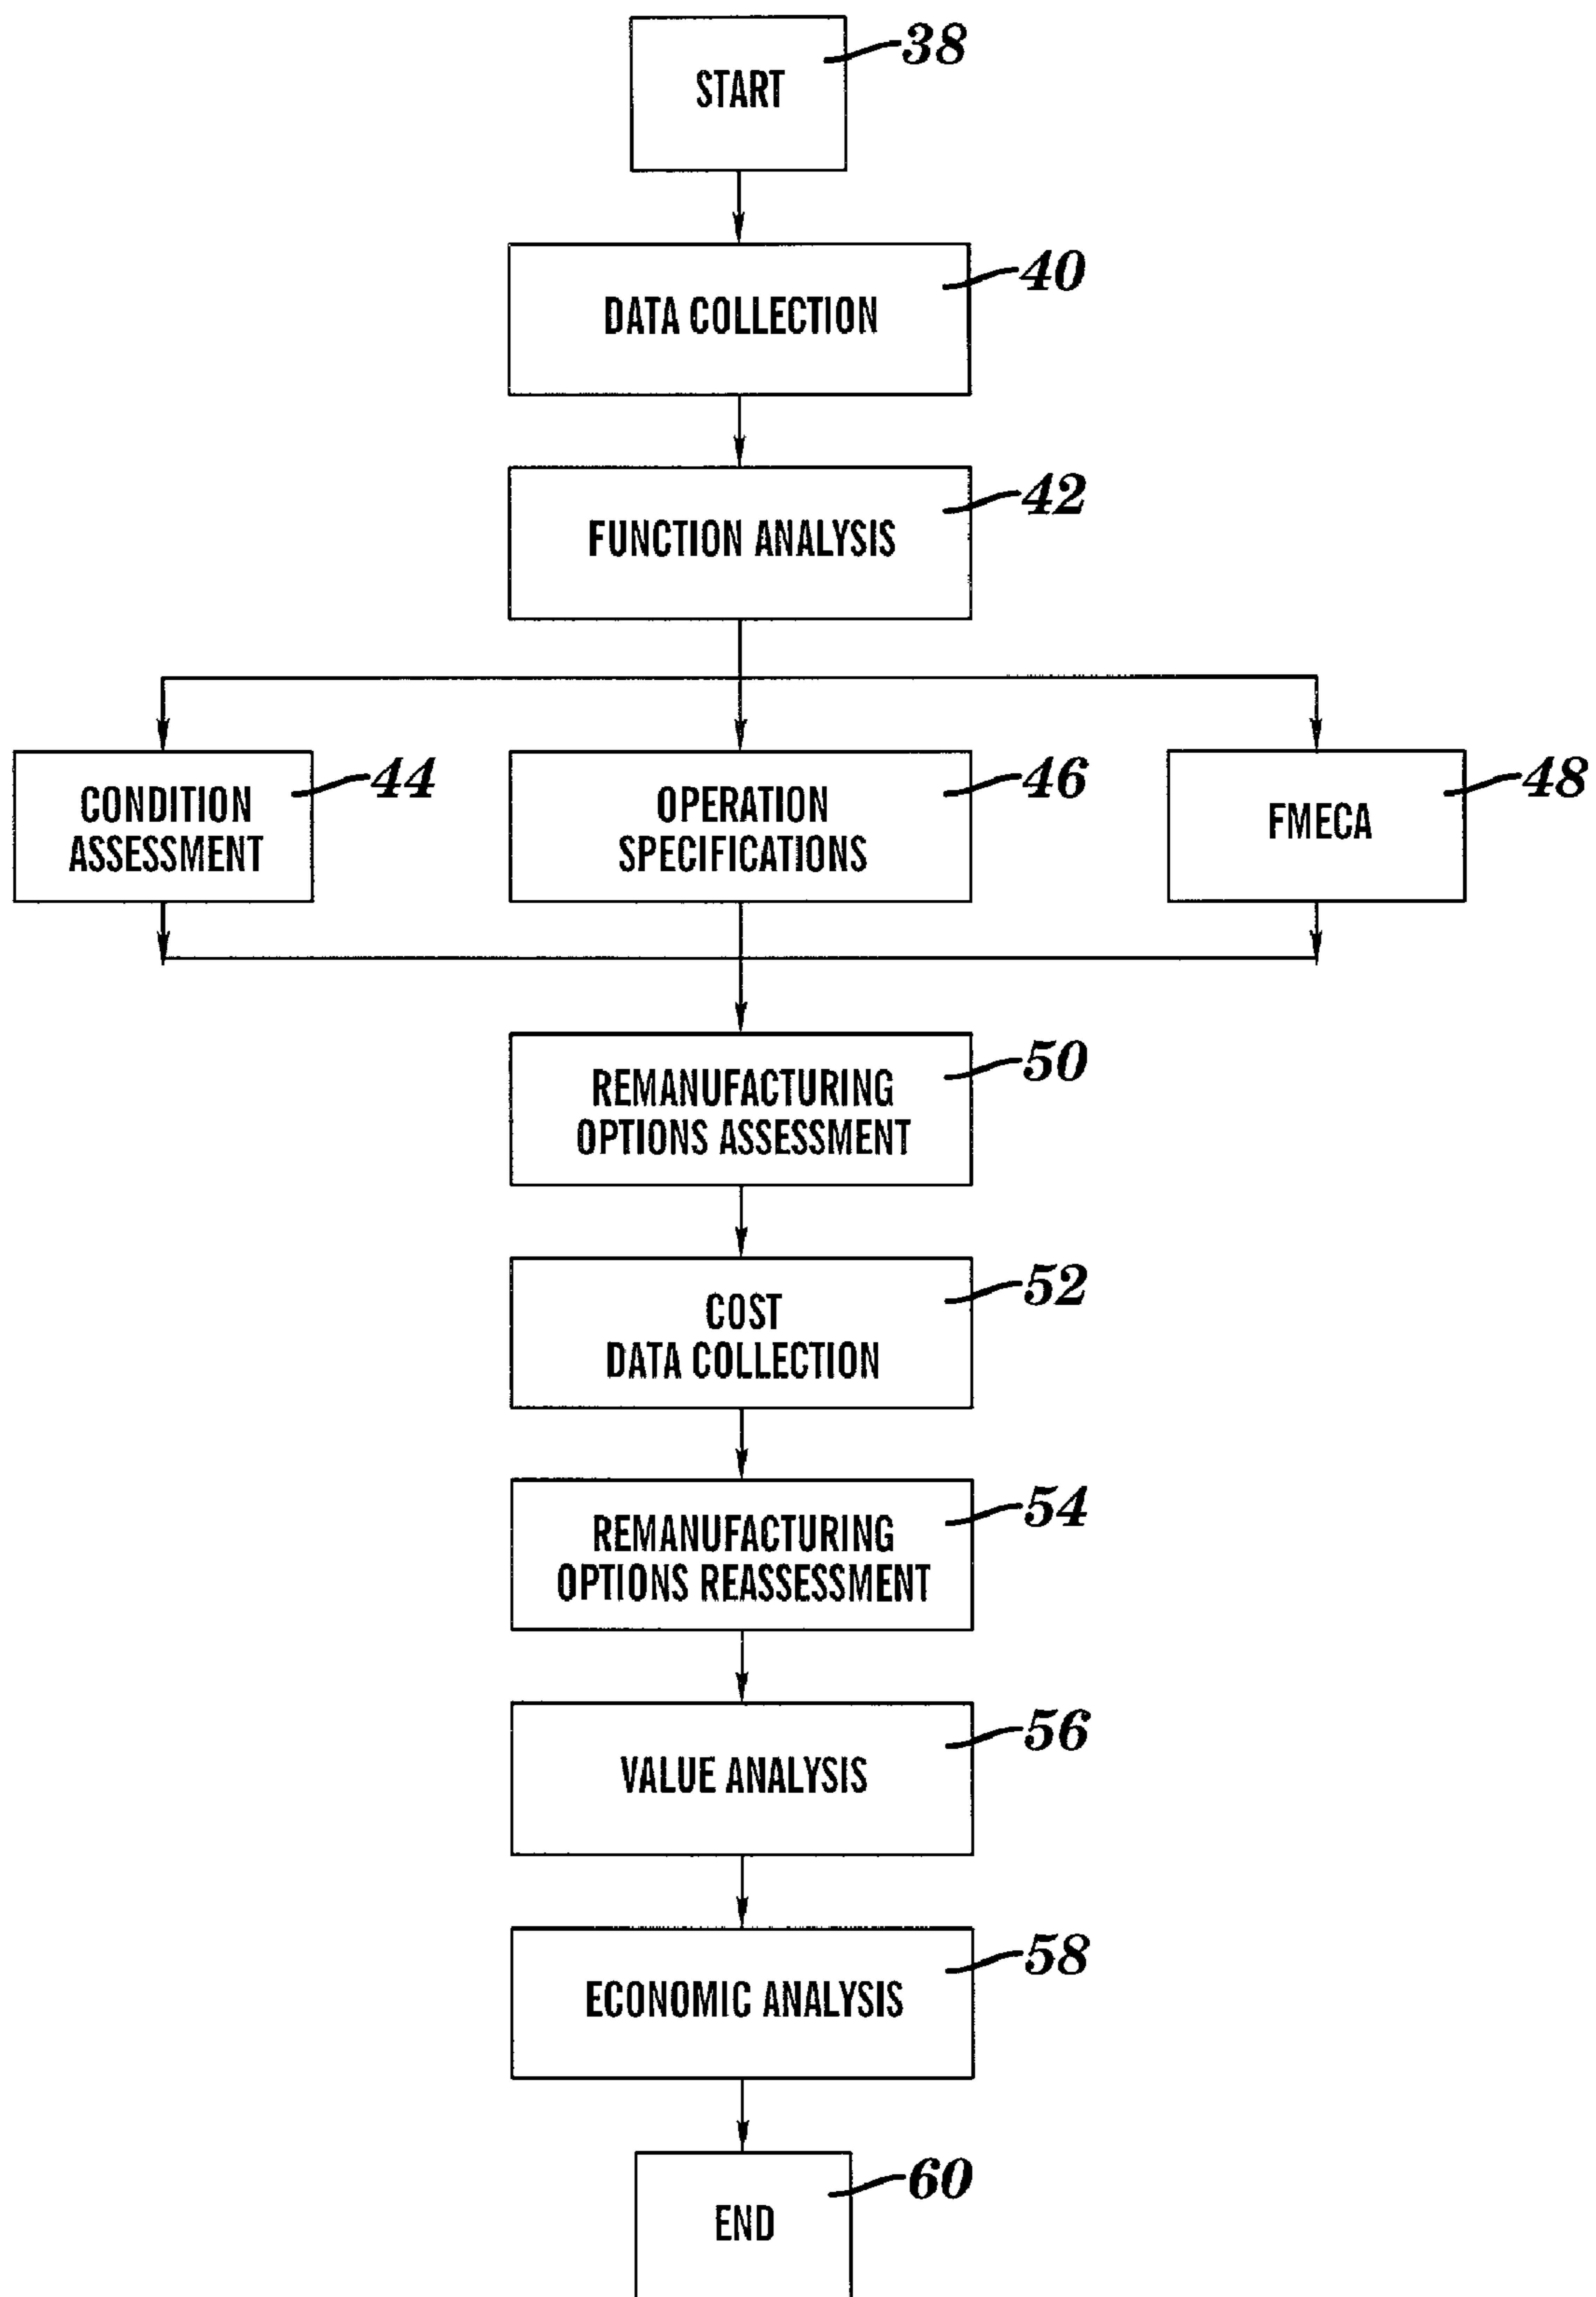 START
38
DATA COLLECTION
40
FUNCTION ANALYSIS
42
CONDITION
ASSESSMENT
44
OPERATION
SPECIFICATIONS
46
FMECA
48
REMANUFACTURING
OPTIONS ASSESSMENT
50
COST
DATA COLLECTION
52
REMANUFACTURING
OPTIONS REASSESSMENT
54
VALUE ANALYSIS
56
ECONOMIC ANALYSIS
58
END
60